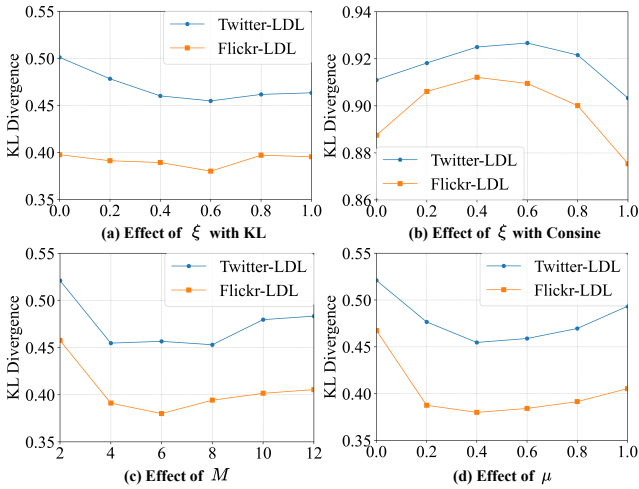 0.55
0.50
0.45
0.40
0.35
KL Divergence
Twitter-LDL
Flickr-LDL
0.0 0.2 0.4 0.6 0.8 1.0
(a) Effect of ξ with KL
0.94
0.92
0.90
0.88
0.86
KL Divergence
Twitter-LDL
Flickr-LDL
0.0 0.2 0.4 0.6 0.8 1.0
(b) Effect of ξ with Consine
0.55
0.50
0.45
0.40
0.35
KL Divergence
Twitter-LDL
Flickr-LDL
2 4 6 8 10 12
(c) Effect of M
0.55
0.50
0.45
0.40
0.35
KL Divergence
Twitter-LDL
Flickr-LDL
0.0 0.2 0.4 0.6 0.8 1.0
(d) Effect of μ